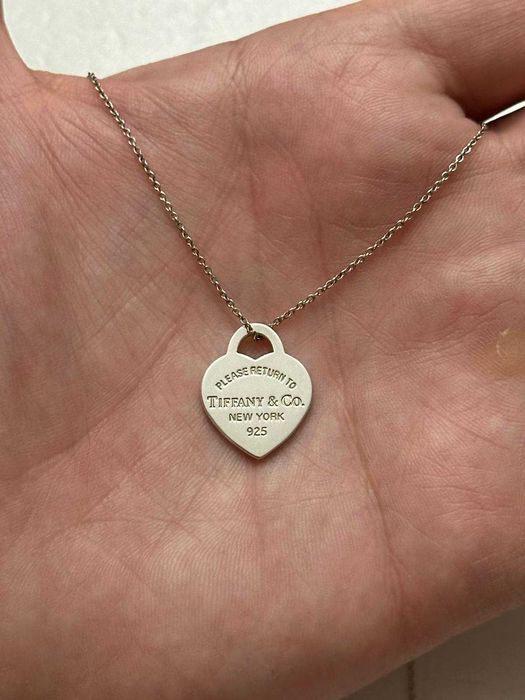 PLEASE RETURN TO
TIFFANY & CO.
NEW YORK
925